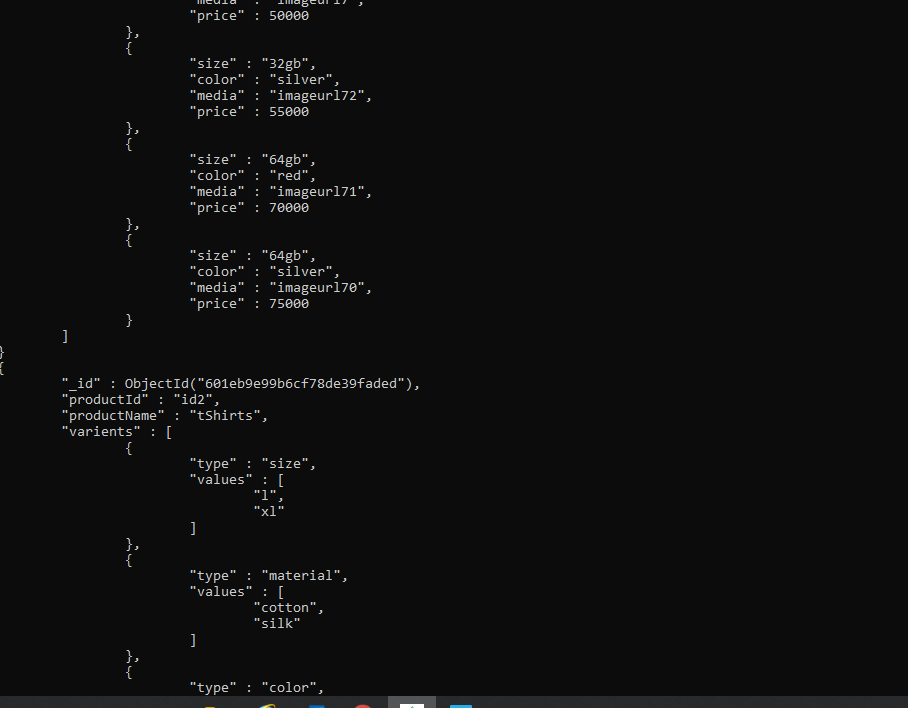 "media" : "imageurl7",
"price" : 50000
},
{
"size" : "32gb",
"color" : "silver",
"media" : "imageurl72",
"price" : 55000
},
{
"size" : "64gb",
"color" : "red",
"media" : "imageurl71",
"price" : 70000
},
{
"size" : "64gb",
"color" : "silver",
"media" : "imageurl70",
"price" : 75000
}
]
}
{
"_id" : ObjectId("601eb9e99b6cf78de39faded"),
"productId" : "id2",
"productName" : "tShirts",
"varients" : [
{
"type" : "size",
"values" : [
"l",
"xl"
]
},
{
"type" : "material",
"values" : [
"cotton",
"silk"
]
},
{
"type" : "color",